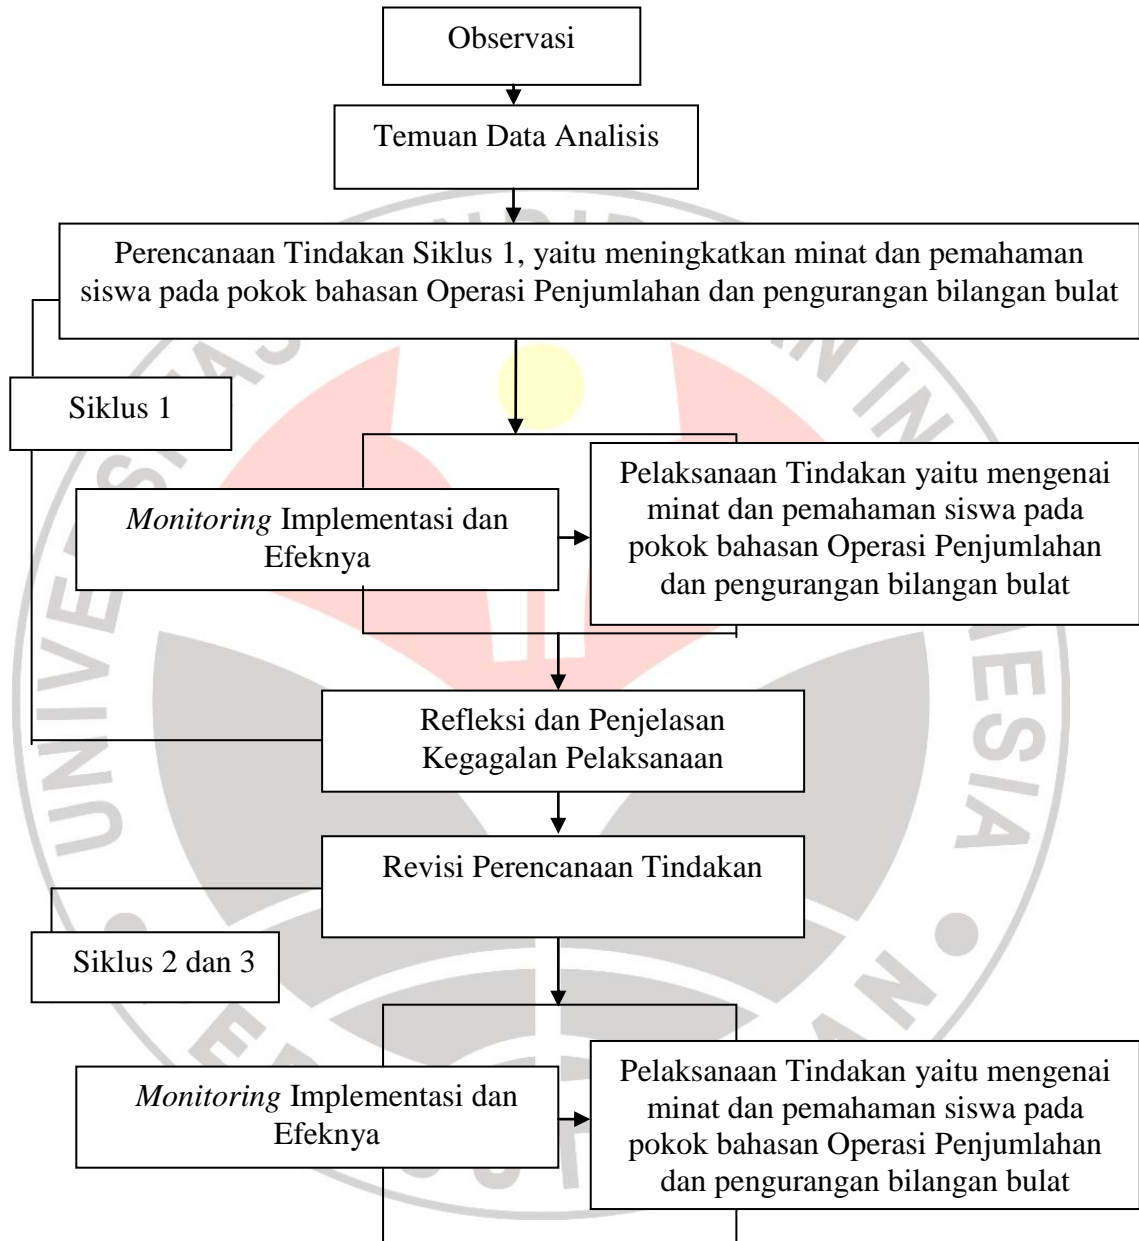 Observasi
Temuan Data Analisis
Perencanaan Tindakan Siklus 1, yaitu meningkatkan minat dan pemahaman
siswa pada pokok bahasan Operasi Penjumlahan dan pengurangan bilangan bulat
Siklus 1
Monitoring Implementasi dan
Efeknya
Pelaksanaan Tindakan yaitu mengenai
minat dan pemahaman siswa pada
pokok bahasan Operasi Penjumlahan
dan pengurangan bilangan bulat
Refleksi dan Penjelasan
Kegagalan Pelaksanaan
Revisi Perencanaan Tindakan
Siklus 2 dan 3
Monitoring Implementasi dan
Efeknya
Pelaksanaan Tindakan yaitu mengenai
minat dan pemahaman siswa pada
pokok bahasan Operasi Penjumlahan
dan pengurangan bilangan bulat